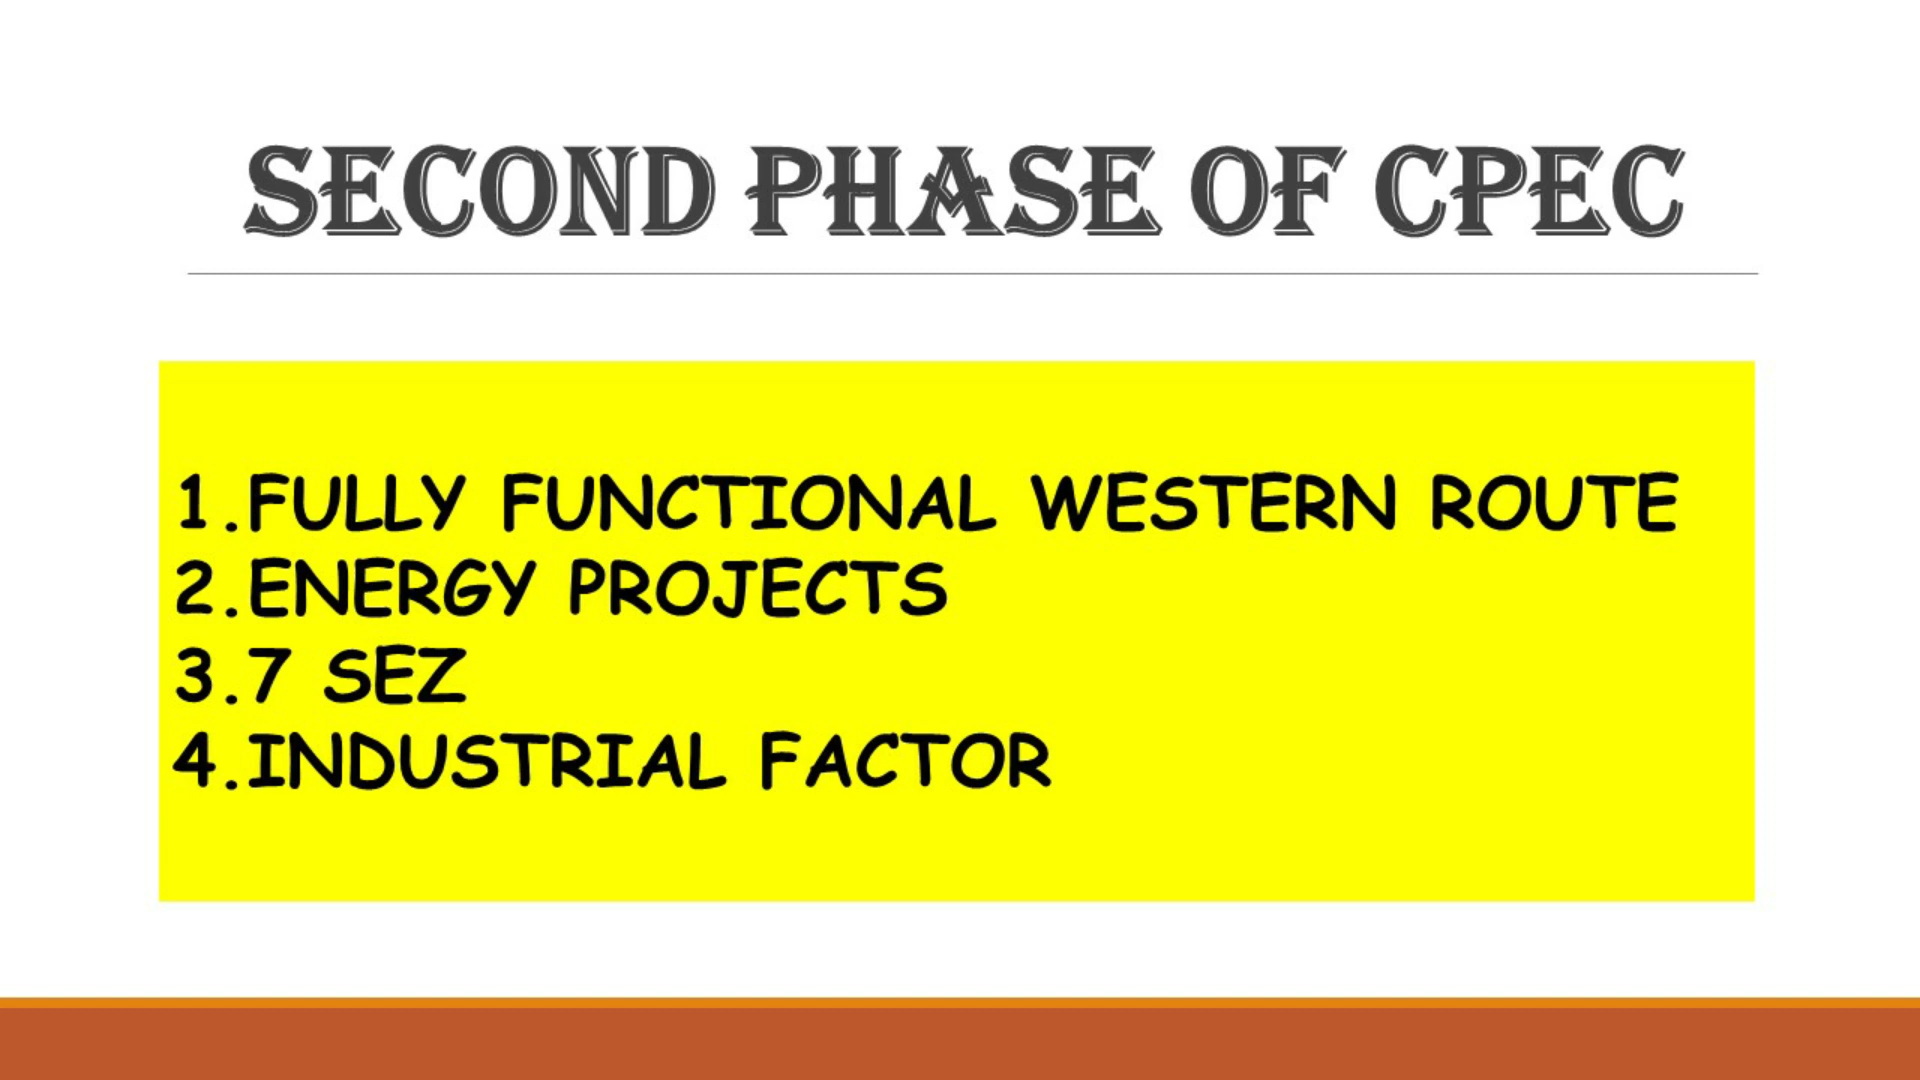 SECOND PHASE OF CPEC
1.FULLY FUNCTIONAL WESTERN ROUTE
2.ENERGY PROJECTS
3.7 SEZ
4.INDUSTRIAL FACTOR